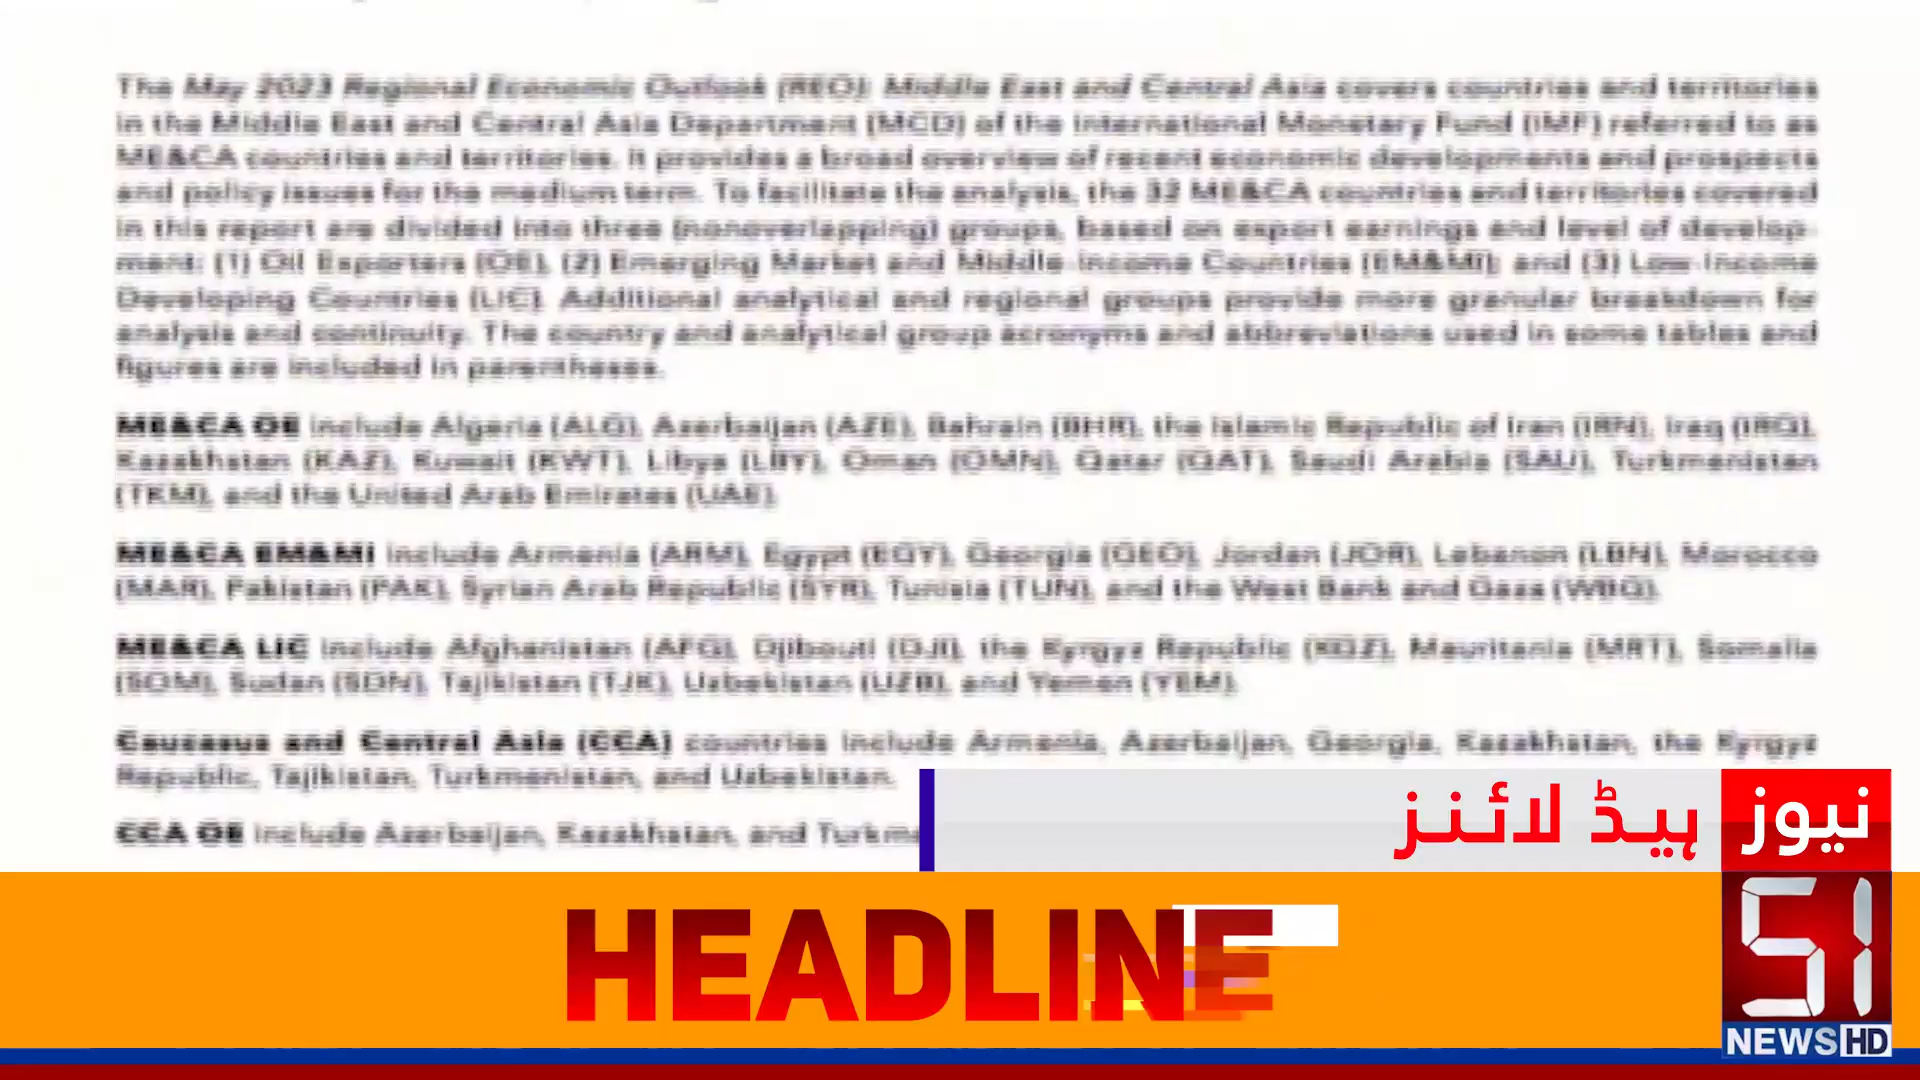 The May 2023 Regional Economic Outlook (REO): Middle East and Central Asia covers countries and territories
in the Middle East and Central Asia Department (MCD) of the International Monetary Fund (IMF) referred to as
ME&CA countries and territories. It provides a broad overview of recent economic developments and prospects
and policy issues for the medium term. To facilitate the analysis, the 32 ME&CA countries and territories covered
in this report are divided into three (nonoverlapping) groups, based on export earnings and level of develop-
ment: (1) Oil Exporters (OE), (2) Emerging Market and Middle-Income Countries (EM&MI); and (3) Low-Income
Developing Countries (LIC). Additional analytical and regional groups provide more granular breakdown for
analysis and continuity. The country and analytical group acronyms and abbreviations used in some tables and
figures are included in parentheses.
ME&CA OE include Algeria (ALG), Azerbaijan (AZE), Bahrain (BHR), the Islamic Republic of Iran (IRN), Iraq (IRQ),
Kazakhstan (KAZ), Kuwait (KWT), Libya (LBY), Oman (OMN), Qatar (QAT), Saudi Arabia (SAU), Turkmenistan
(TKM), and the United Arab Emirates (UAE).
ME&CA EM&MI include Armenia (ARM), Egypt (EGY), Georgia (GEO), Jordan (JOR), Lebanon (LBN), Morocco
(MAR), Pakistan (PAK), Syrian Arab Republic (SYR), Tunisia (TUN), and the West Bank and Gaza (WBG).
ME&CA LIC include Afghanistan (AFG), Djibouti (DJI), the Kyrgyz Republic (KGZ), Mauritania (MRT), Somalia
(SOM), Sudan (SDN), Tajikistan (TJK), Uzbekistan (UZB), and Yemen (YEM).
Caucasus and Central Asia (CCA) countries include Armenia, Azerbaijan, Georgia, Kazakhstan, the Kyrgyz
Republic, Tajikistan, Turkmenistan, and Uzbekistan.
CCA OE include Azerbaijan, Kazakhstan, and Turkme
نیوز ہیڈ لائنز
HEADLINE
51
NEWS HD